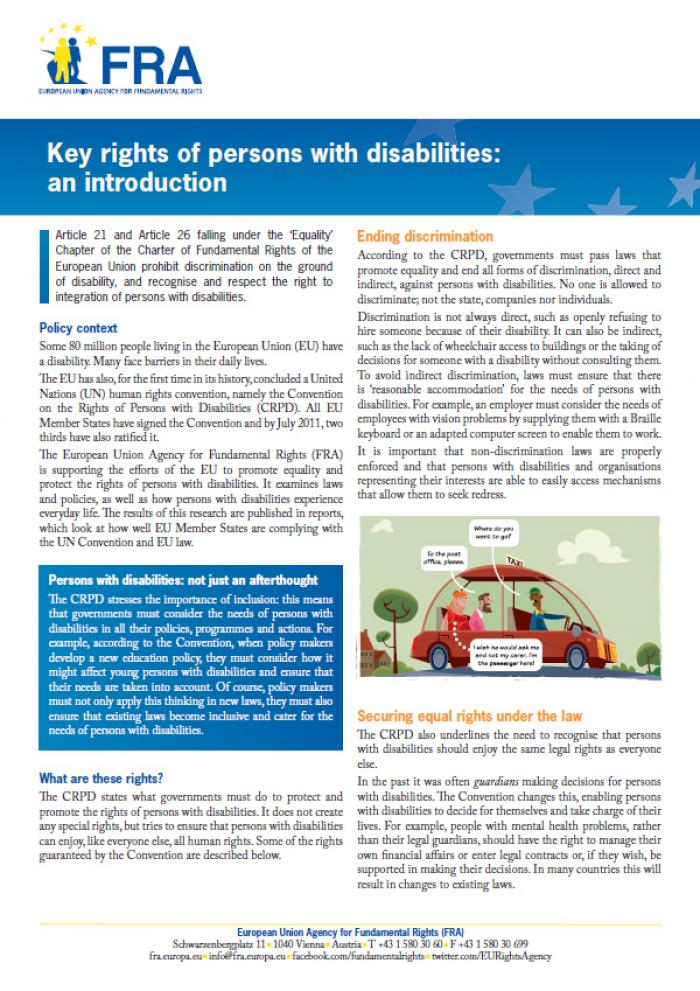 FRA
EUROPEAN UNION AGENCY FOR FUNDAMENTAL RIGHTS
Key rights of persons with disabilities:
an introduction
Article 21 and Article 26 falling under the ‘Equality’
Chapter of the Charter of Fundamental Rights of the
European Union prohibit discrimination on the ground
of disability, and recognise and respect the right to
integration of persons with disabilities.
Policy context
Some 80 million people living in the European Union (EU) have
a disability. Many face barriers in their daily lives.
The EU has also, for the first time in its history, concluded a United
Nations (UN) human rights convention, namely the Convention
on the Rights of Persons with Disabilities (CRPD). All EU
Member States have signed the Convention and by July 2011, two
thirds have also ratified it.
The European Union Agency for Fundamental Rights (FRA)
is supporting the efforts of the EU to promote equality and
protect the rights of persons with disabilities. It examines laws
and policies, as well as how persons with disabilities experience
everyday life. The results of this research are published in reports,
which look at how well EU Member States are complying with
the UN Convention and EU law.
Persons with disabilities: not just an afterthought
The CRPD stresses the importance of inclusion: this means
that governments must consider the needs of persons with
disabilities in all their policies, programmes and actions. For
example, according to the Convention, when policy makers
develop a new education policy, they must consider how it
might affect young persons with disabilities and ensure that
their needs are taken into account. Of course, policy makers
must not only apply this thinking in new laws, they must also
ensure that existing laws become inclusive and cater for the
needs of persons with disabilities.
What are these rights?
The CRPD states what governments must do to protect and
promote the rights of persons with disabilities. It does not create
any special rights, but tries to ensure that persons with disabilities
can enjoy, like everyone else, all human rights. Some of the rights
guaranteed by the Convention are described below.
Ending discrimination
According to the CRPD, governments must pass laws that
promote equality and end all forms of discrimination, direct and
indirect, against persons with disabilities. No one is allowed to
discriminate; not the state, companies nor individuals.
Discrimination is not always direct, such as openly refusing to
hire someone because of their disability. It can also be indirect,
such as the lack of wheelchair access to buildings or the taking of
decisions for someone with a disability without consulting them.
To avoid indirect discrimination, laws must ensure that there
is ‘reasonable accommodation’ for the needs of persons with
disabilities. For example, an employer must consider the needs of
employees with vision problems by supplying them with a Braille
keyboard or an adapted computer screen to enable them to work.
It is important that non-discrimination laws are properly
enforced and that persons with disabilities and organisations
representing their interests are able to easily access mechanisms
that allow them to seek redress.
Where do you
want to go?
To the post
office, please.
TAXI
I wish he would ask me
and not my carer. I'm
the passenger here!
Securing equal rights under the law
The CRPD also underlines the need to recognise that persons
with disabilities should enjoy the same legal rights as everyone
else.
In the past it was often guardians making decisions for persons
with disabilities. The Convention changes this, enabling persons
with disabilities to decide for themselves and take charge of their
lives. For example, people with mental health problems, rather
than their legal guardians, should have the right to manage their
own financial affairs or enter legal contracts or, if they wish, be
supported in making their decisions. In many countries this will
result in changes to existing laws.
European Union Agency for Fundamental Rights (FRA)
Schwarzenbergplatz 11 ▪ 1040 Vienna ▪ Austria ▪ T +43 1 580 30 60 ▪ F +43 1 580 30 699
fra.europa.eu ▪ info@fra.europa.eu ▪ facebook.com/fundamentalrights ▪ twitter.com/EURightsAgency